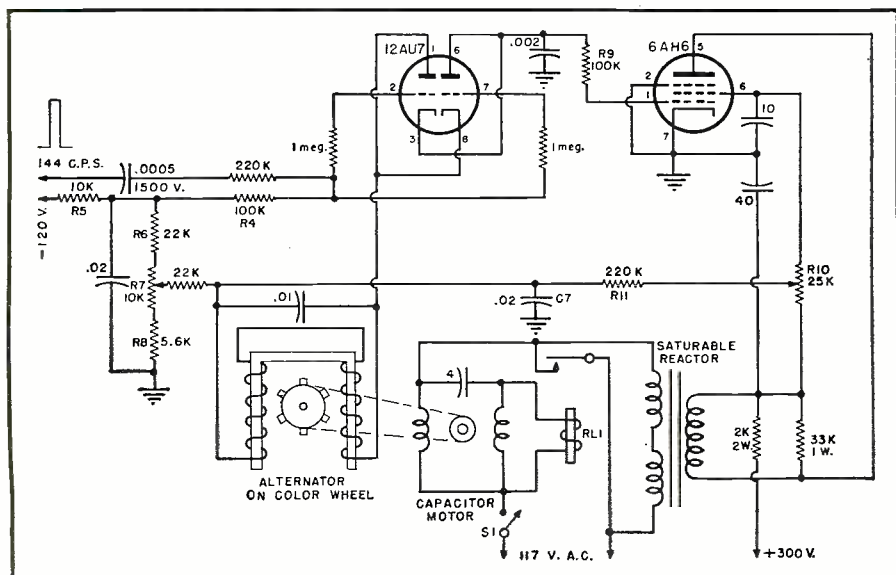 12AU7
1
6
2
7
3
8
.002
R9
100K
6AH6
5
2
1
6
7
10
40
1 meg.
1 meg.
144 C.P.S.
.0005
1500 V.
220K
10K
R5
-120 V.
100K
R4
R6
22K
.02
R7
10K
22K
R8
5.6K
.01
.02
C7
220K
R11
R10
25K
SATURABLE
REACTOR
4
RL1
2K
2W.
33K
1 W.
ALTERNATOR
ON COLOR WHEEL
CAPACITOR
MOTOR
S1
117 V. A.C.
+300V.